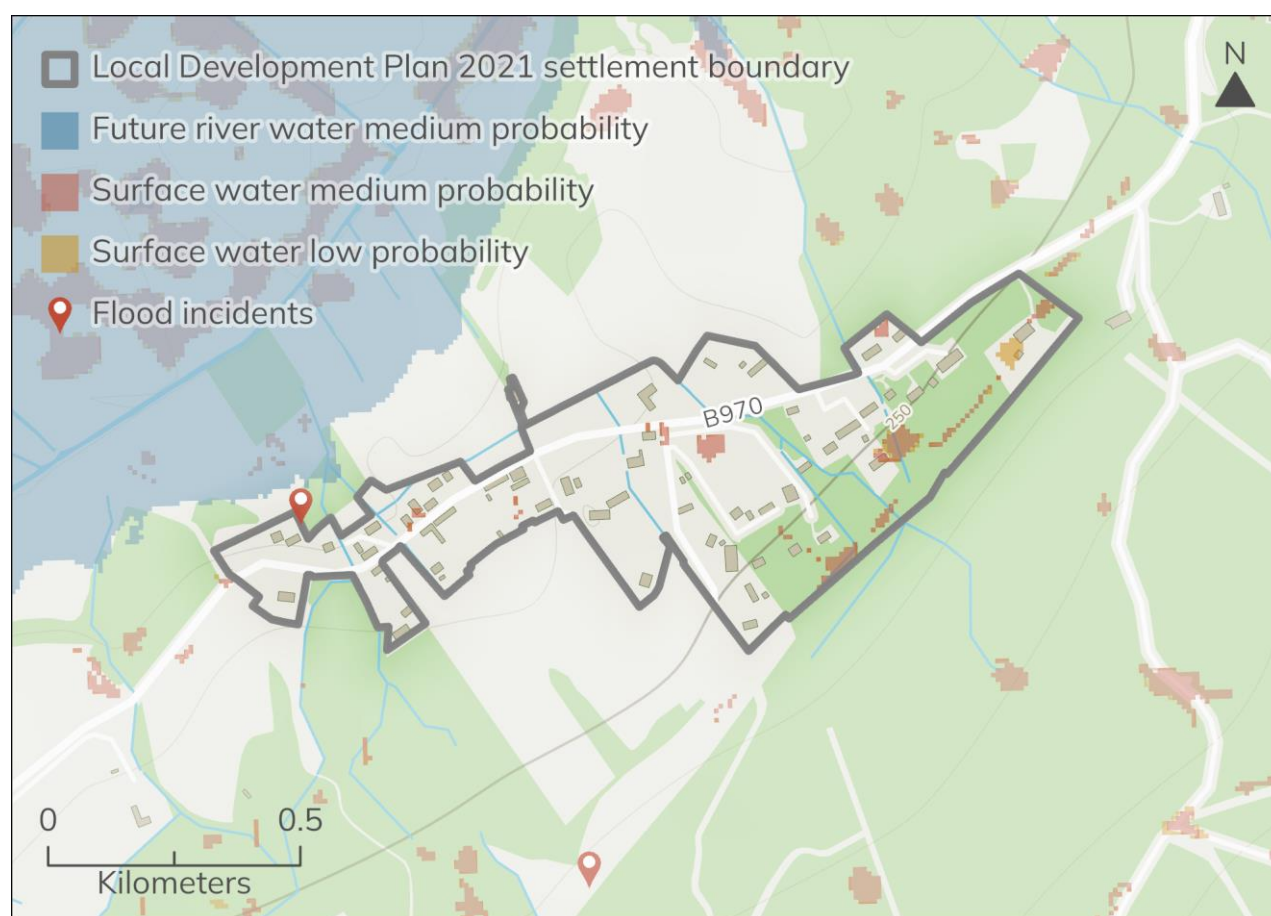 Local Development Plan 2021 settlement boundary
Future river water medium probability
Surface water medium probability
Surface water low probability
Flood incidents
N
B970
250
0 0.5
Kilometers